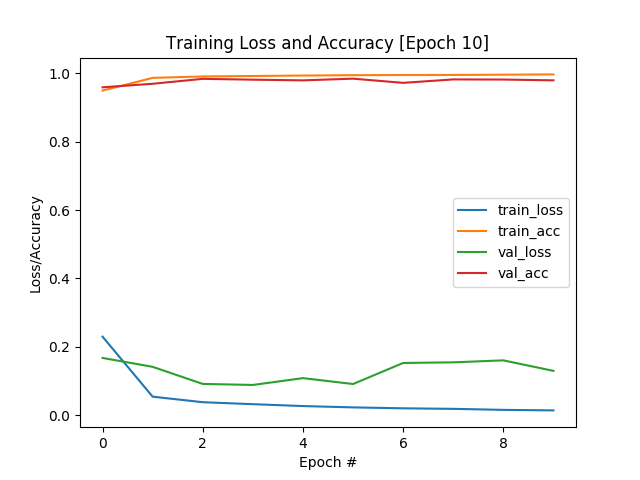 Training Loss and Accuracy [Epoch 10]
1.0
0.8
0.6
0.4
0.2
0.0
Loss/Accuracy
train_loss
train_acc
val_loss
val_acc
0 2 4 6 8
Epoch #